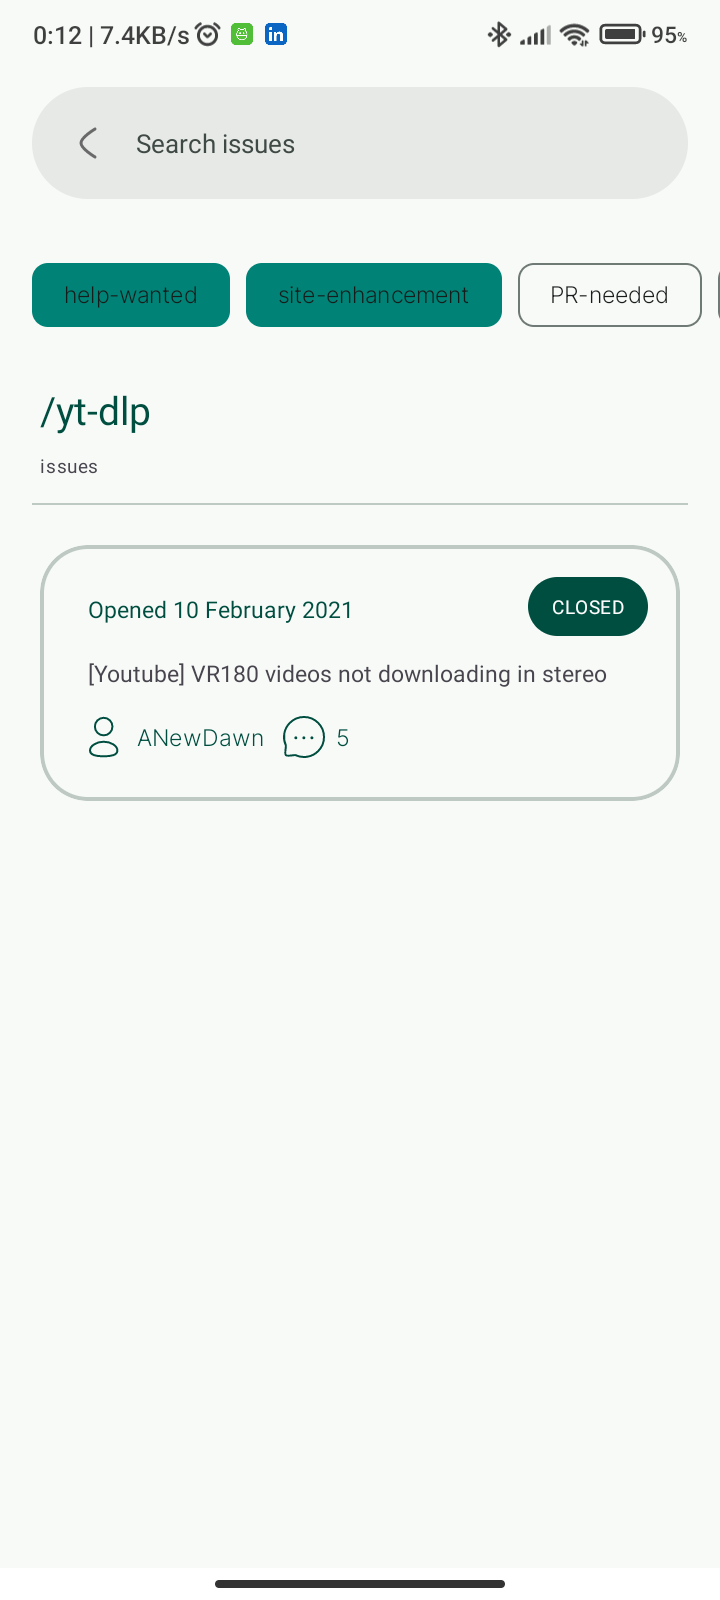 0:12 | 7.4KB/s in 95%
Search issues
help-wanted site-enhancement PR-needed
/yt-dlp
issues
Opened 10 February 2021 CLOSED
[Youtube] VR180 videos not downloading in stereo
ANewDawn 5